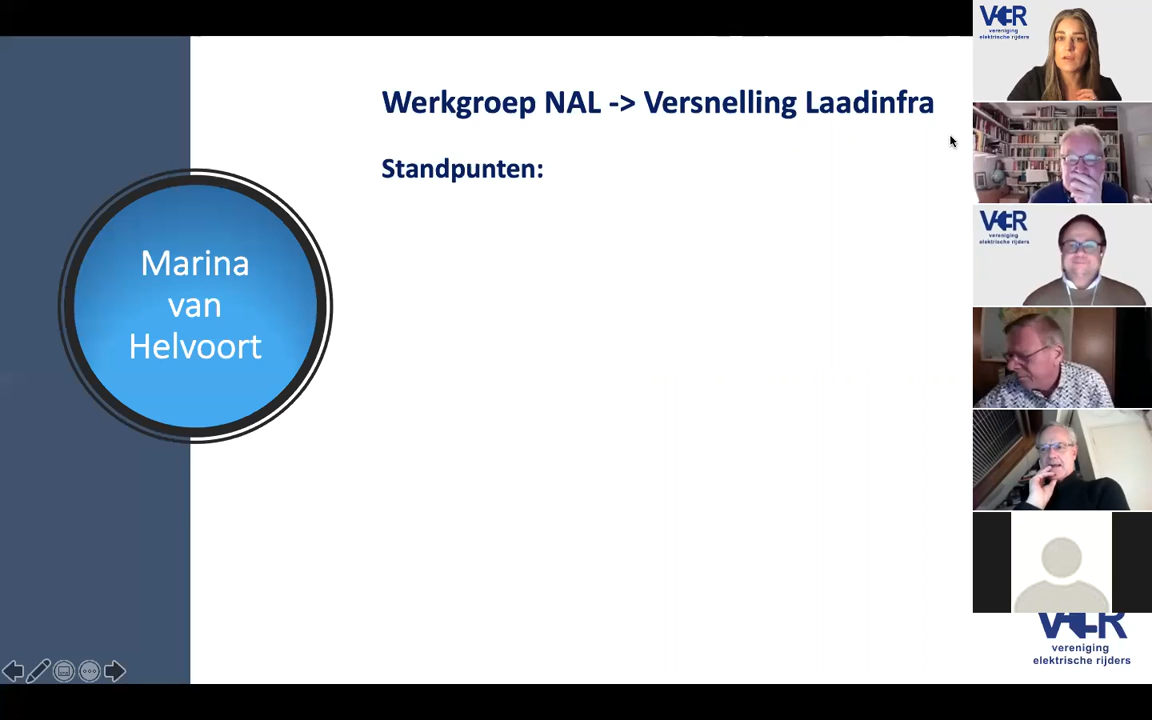 Werkgroep NAL -> Versnelling Laadinfra
Standpunten:
Marina
van
Helvoort
VER
vereniging
elektrische rijders
VER
vereniging
elektrische rijders
VER
vereniging
elektrische rijders